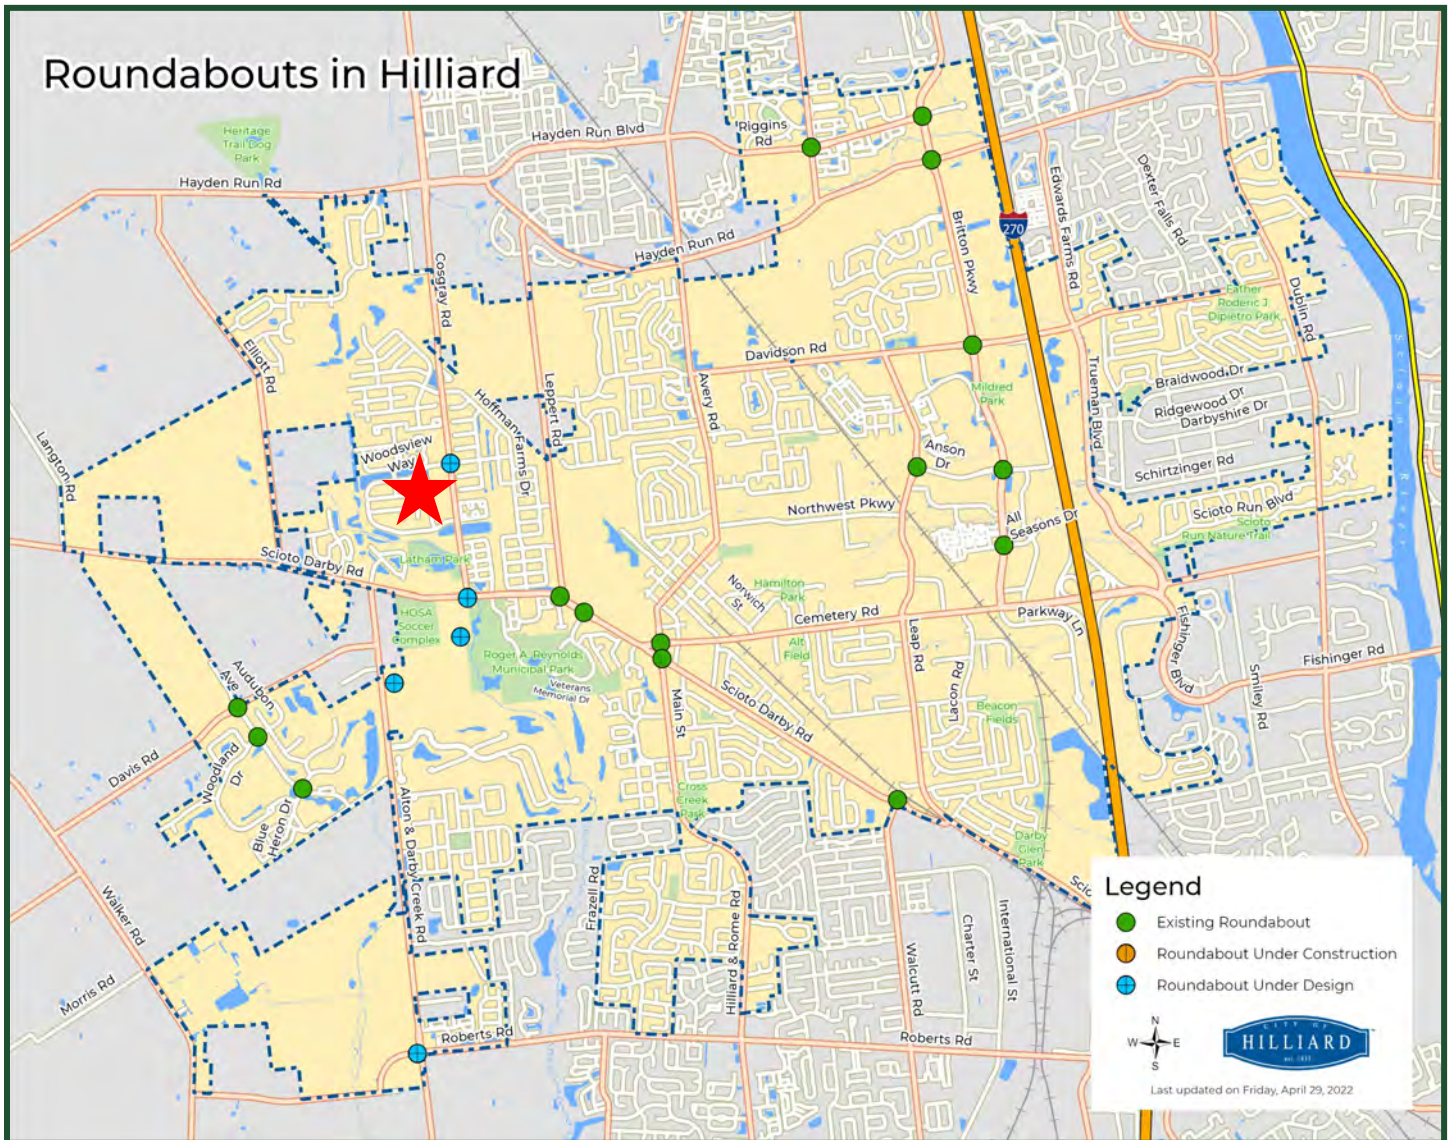 Roundabouts in Hilliard
Heritage
Trail Dog
Park
Hayden Run Rd
Hayden Run Blvd
Riggins
Rd
Hayden Run Rd
Cosgray Rd
Britton Pkwy
270
Edwards Farms Rd
Dexter Falls Rd
Dublin Rd
Father
Roderic J.
Dipietro Park
Scioto River
Elliott Rd
Davidson Rd
Mildred
Park
Trueman Blvd
Braidwood Dr
Ridgewood Dr
Darbyshire Dr
Leppert Rd
Hoffman
Farms Dr
Avery Rd
Langton Rd
Woodsview
Way
Anson
Dr
Schirtzinger Rd
Northwest Pkwy
All
Seasons Dr
Scioto Run Blvd
Scioto
Run Nature Trail
Scioto Darby Rd
Latham Park
Norwich
St
Hamilton
Park
Cemetery Rd
Parkway Ln
HGSA
Soccer
Complex
Roger A. Reynolds
Municipal Park
Veterans
Memorial Dr
Alt
Field
Leap Rd
Lacon Rd
Fishinger Blvd
Fishinger Rd
Smiley Rd
Audubon
Ave
Scioto Darby Rd
Main St
Beacon
Fields
Davis Rd
Woodland
Dr
Blue
Heron Dr
Alton & Darby Creek Rd
Cross
Creek
Park
Darby
Glen
Park
Scio
Walker Rd
Frazell Rd
Hilliard & Rome Rd
Walcutt Rd
Charter St
International St
Morris Rd
Roberts Rd
Roberts Rd
Legend
Existing Roundabout
Roundabout Under Construction
Roundabout Under Design
N
W E
S
CITY OF
HILLIARD
est. 1853
Last updated on Friday, April 29, 2022